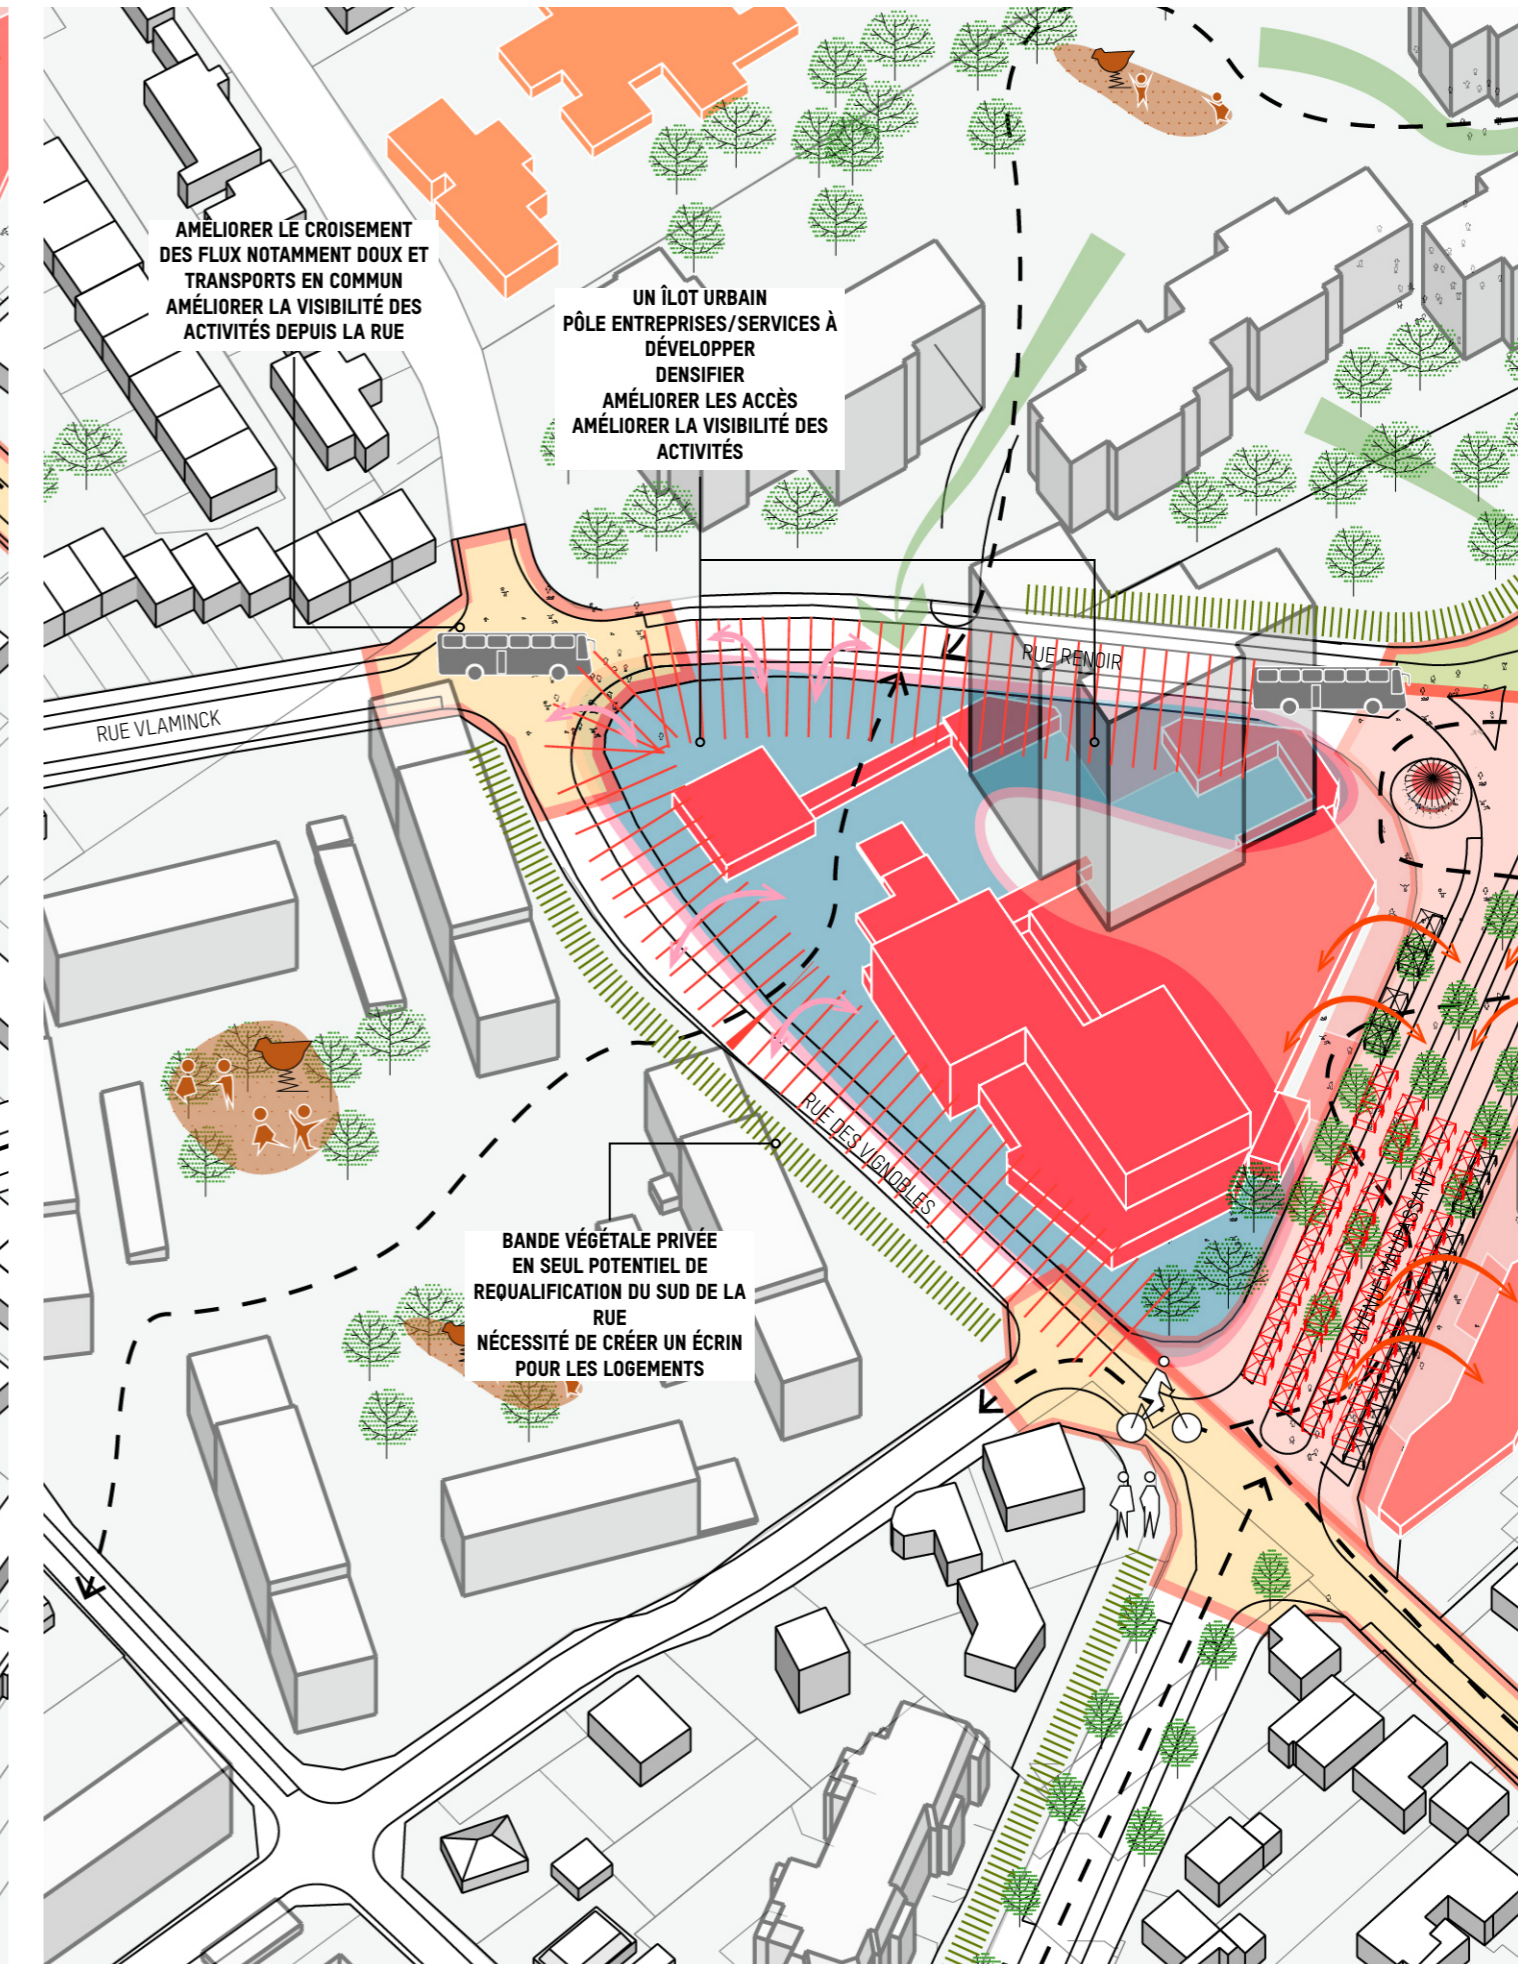 AMÉLIORER LE CROISEMENT
DES FLUX NOTAMMENT DOUX ET
TRANSPORTS EN COMMUN
AMÉLIORER LA VISIBILITÉ DES
ACTIVITÉS DEPUIS LA RUE
UN ÎLOT URBAIN
PÔLE ENTREPRISES/SERVICES À
DÉVELOPPER
DENSIFIER
AMÉLIORER LES ACCÈS
AMÉLIORER LA VISIBILITÉ DES
ACTIVITÉS
RUE RENOIR
RUE VLAMINCK
RUE DES VIGNOBLES
AVENUE MAUPASSANT
BANDE VÉGÉTALE PRIVÉE
EN SEUL POTENTIEL DE
REQUALIFICATION DU SUD DE LA
RUE
NÉCESSITÉ DE CRÉER UN ÉCRIN
POUR LES LOGEMENTS